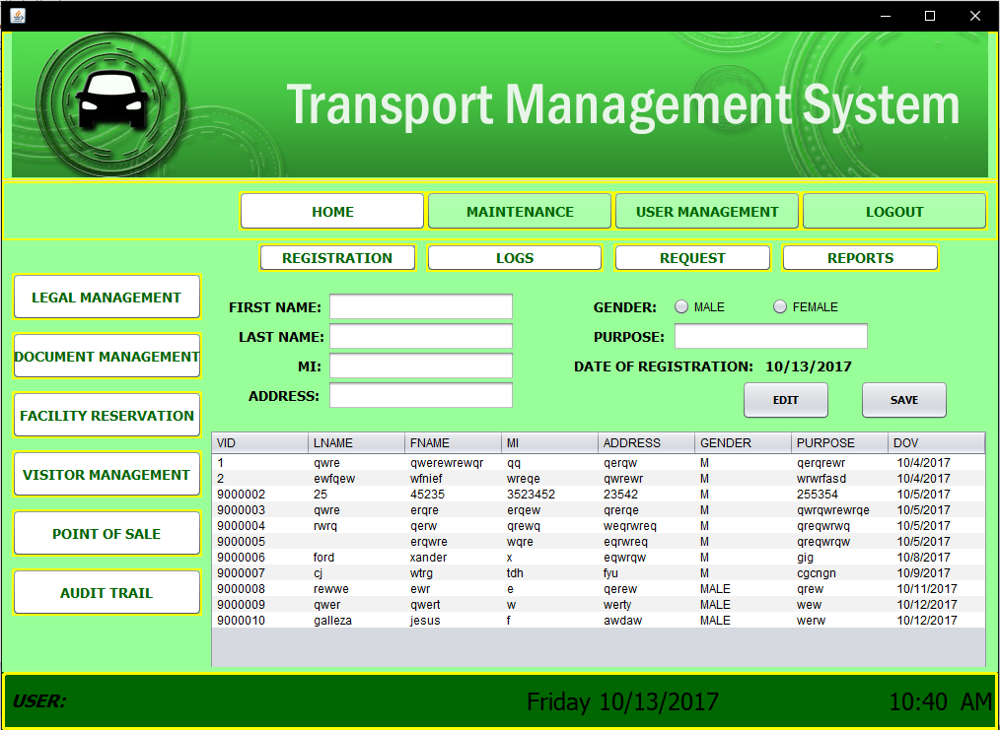 Transport Management System
HOME MAINTENANCE USER MANAGEMENT LOGOUT
REGISTRATION LOGS REQUEST REPORTS
LEGAL MANAGEMENT
DOCUMENT MANAGEMENT
FACILITY RESERVATION
VISITOR MANAGEMENT
POINT OF SALE
AUDIT TRAIL
FIRST NAME: GENDER: MALE FEMALE
LAST NAME: PURPOSE:
MI: DATE OF REGISTRATION: 10/13/2017
ADDRESS: EDIT SAVE
VID LNAME FNAME MI ADDRESS GENDER PURPOSE DOV
1 qwre qwerewrewqr qq qerqw M qerqrewr 10/4/2017
2 ewfqew wfnief wreqe qwrewr M wrwrfasd 10/4/2017
9000002 25 45235 3523452 23542 M 255354 10/5/2017
9000003 qwre erqre erqew qrerqe M qwrqwrewrqe 10/5/2017
9000004 rwrq qerw qrewq weqrwreq M qreqwrwq 10/5/2017
9000005 erqwre wqre eqrwreq M qreqwrqw 10/5/2017
9000006 ford xander x eqwrqw M gig 10/8/2017
9000007 cj wtrg tdh fyu M cgcngn 10/9/2017
9000008 rewwe ewr e qerew MALE qrew 10/11/2017
9000009 qwer qwert w werty MALE wew 10/12/2017
9000010 galleza jesus f awdaw MALE werw 10/12/2017
USER: Friday 10/13/2017 10:40 AM